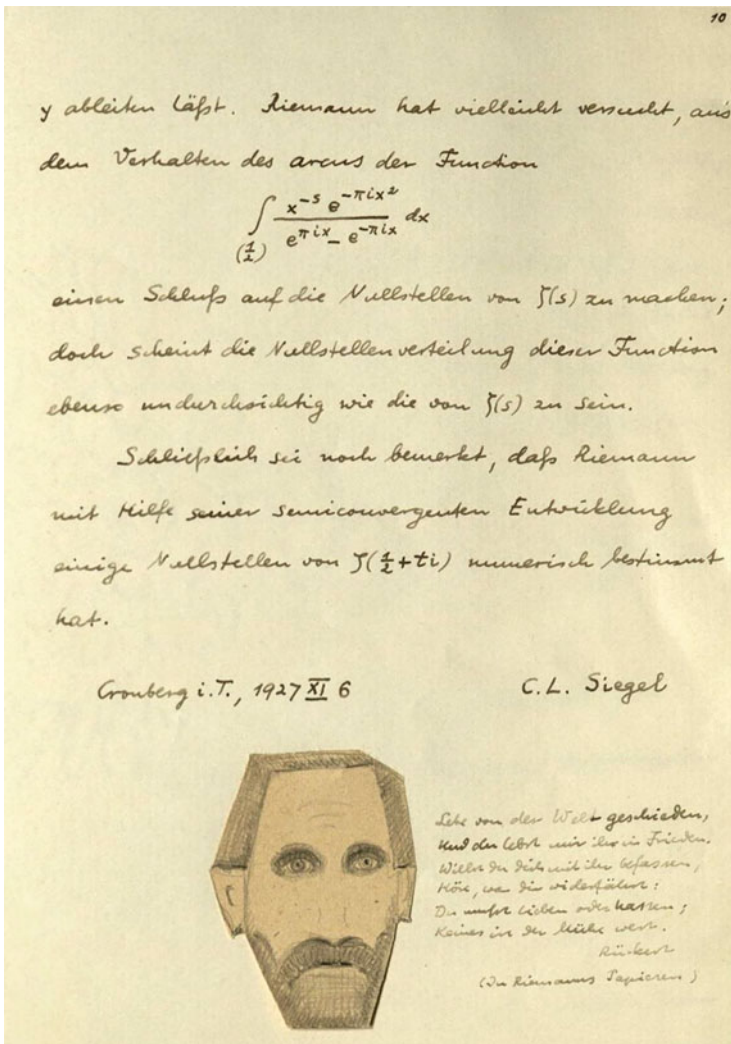 10
y ableiten läßt. Riemann hat vielleicht versucht, aus
dem Verhalten des arcus der Function
∫_(1/2) x^{-s} e^{-πix²} / (e^{πix} - e^{-πix}) dx
einen Schluß auf die Nullstellen von ζ(s) zu machen;
doch scheint die Nullstellenverteilung dieser Function
ebenso undurchsichtig wie die von ζ(s) zu sein.
Schließlich sei noch bemerkt, daß Riemann
mit Hilfe seiner semiconvergenten Entwicklung
einige Nullstellen von ζ(1/2+ti) numerisch bestimmt
hat.
Cronberg i.T., 1927 XI 6
C.L. Siegel
Lebe von der Welt geschieden,
Und du lebst mit ihr in Frieden.
Willst du dich mit ihr befassen,
Höre, was dir widerfährt:
Du mußt lieben oder hassen;
Keines ist der Mühe wert.
Rückert
(In Riemanns Papieren)